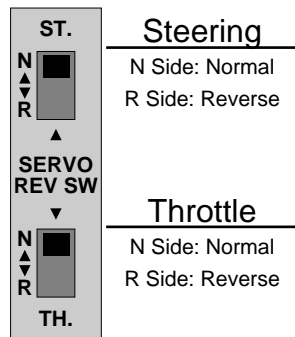 ST.
N
R
SERVO
REV SW
N
R
TH.
Steering
N Side: Normal
R Side: Reverse
Throttle
N Side: Normal
R Side: Reverse